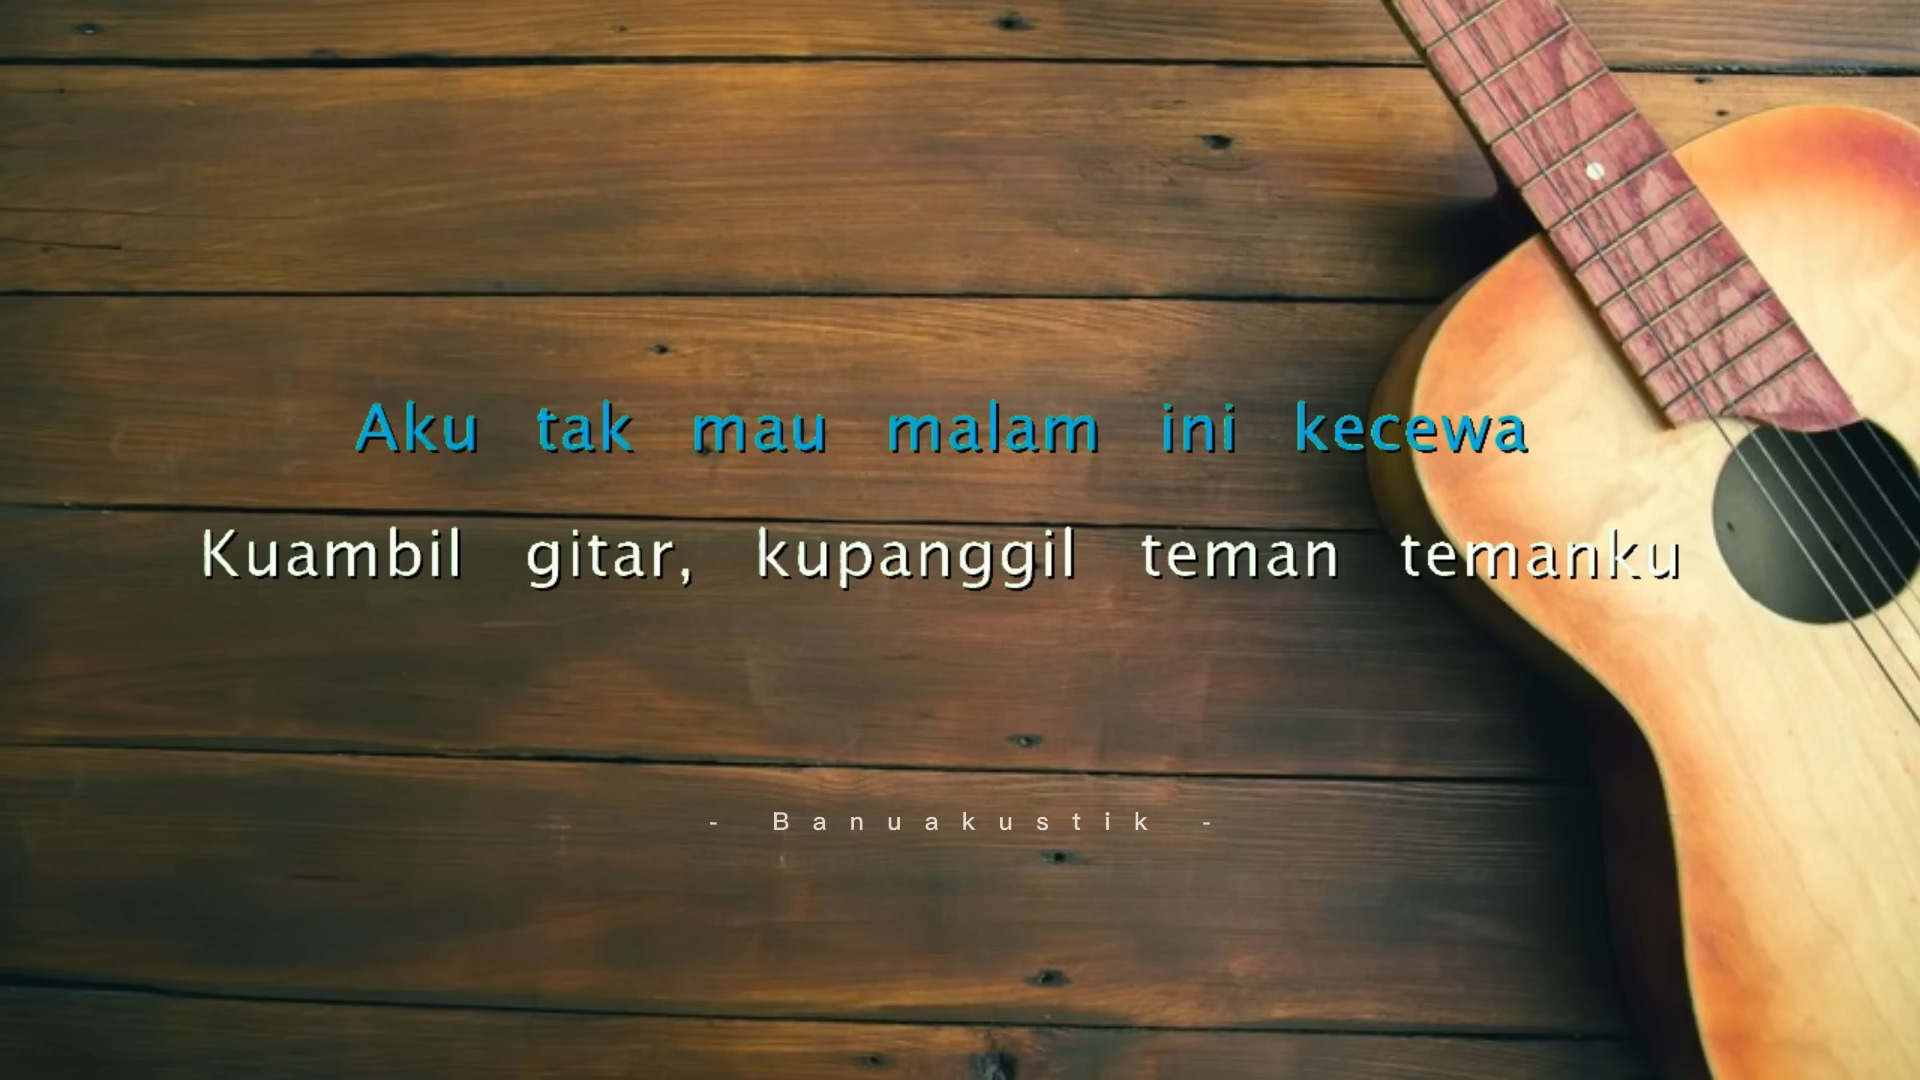 Aku tak mau malam ini kecewa
Kuambil gitar, kupanggil teman temanku
- Banuakustik -